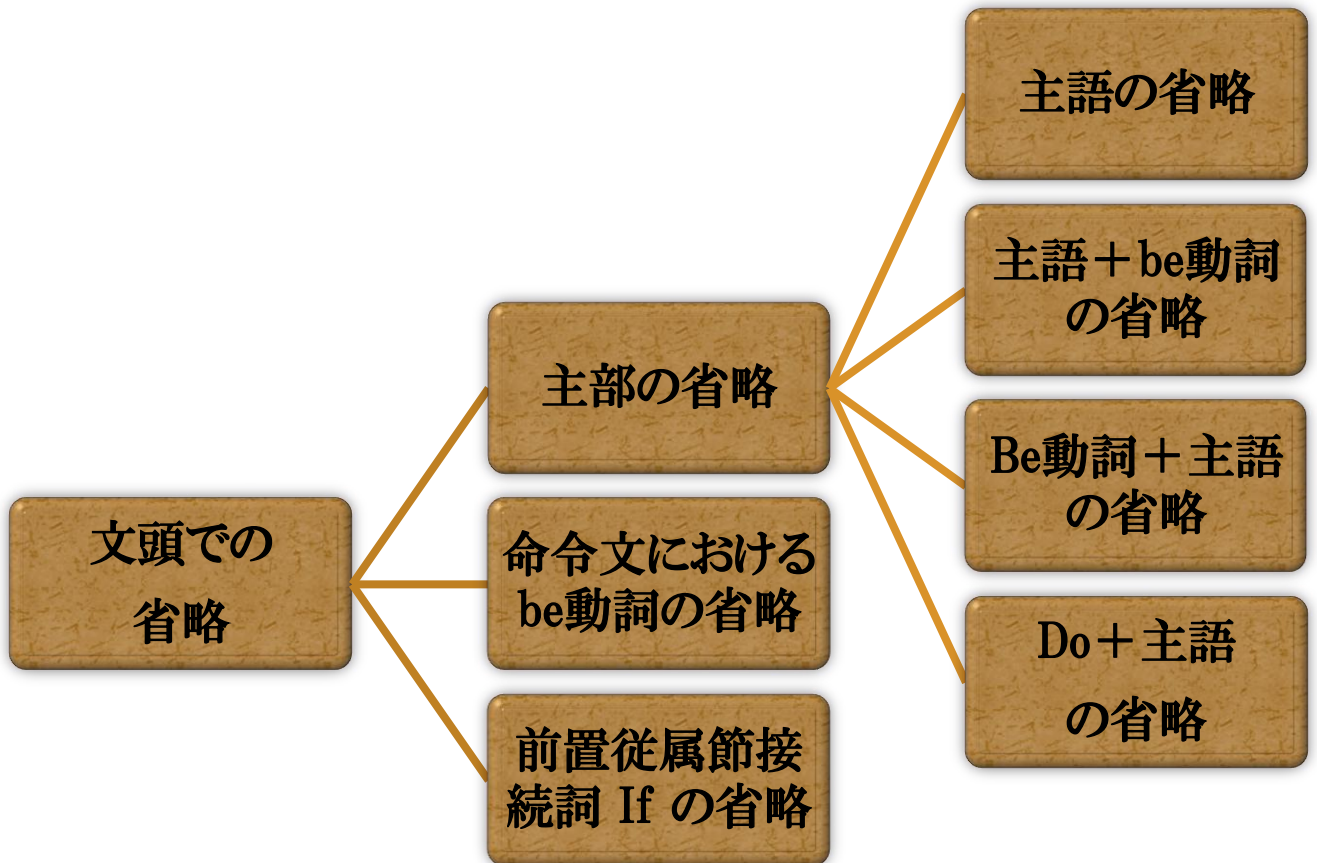 文頭での
省略
主部の省略
命令文における
be動詞の省略
前置従属節接
続詞 If の省略
主語の省略
主語＋be動詞
の省略
Be動詞＋主語
の省略
Do＋主語
の省略